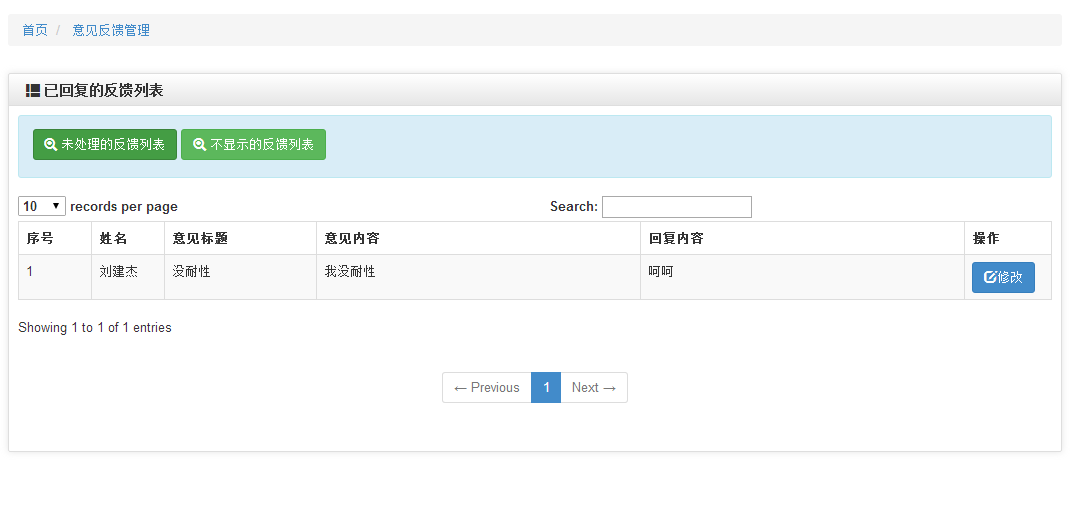 首页 / 意见反馈管理
已回复的反馈列表
未处理的反馈列表 不显示的反馈列表
10 records per page Search:
序号 姓名 意见标题 意见内容 回复内容 操作
1 刘建杰 没耐性 我没耐性 呵呵 修改
Showing 1 to 1 of 1 entries
← Previous 1 Next →